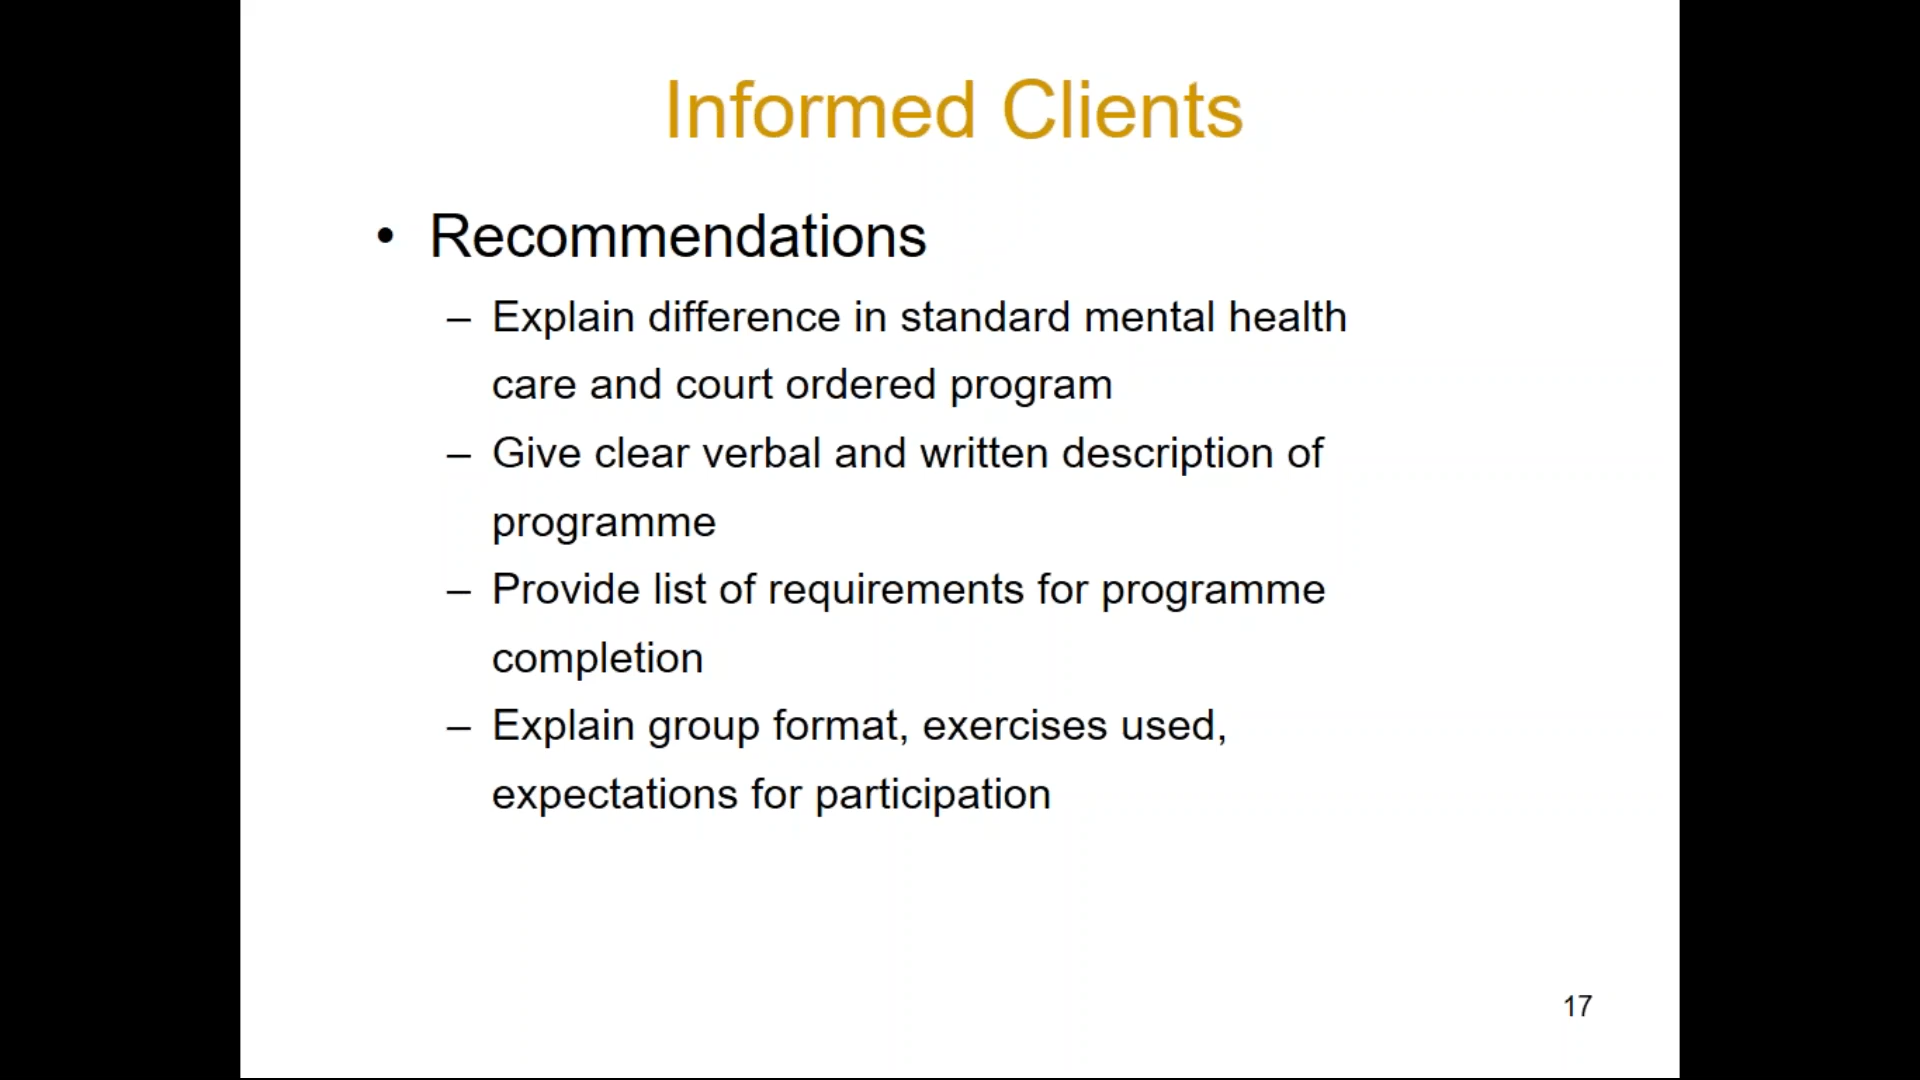 Informed Clients
• Recommendations
– Explain difference in standard mental health
care and court ordered program
– Give clear verbal and written description of
programme
– Provide list of requirements for programme
completion
– Explain group format, exercises used,
expectations for participation
17